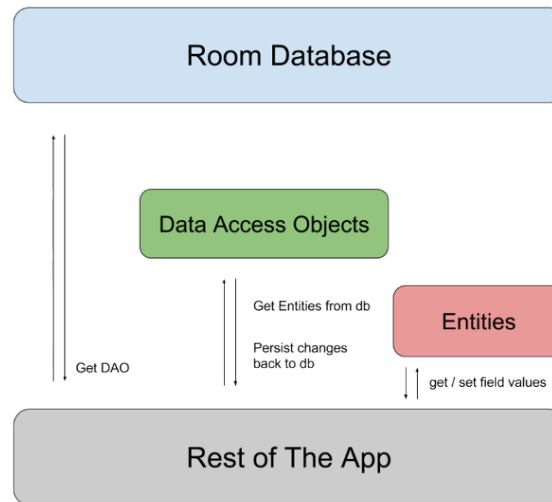 Room Database
Data Access Objects
Get Entities from db
Entities
Persist changes
back to db
Get DAO
get / set field values
Rest of The App